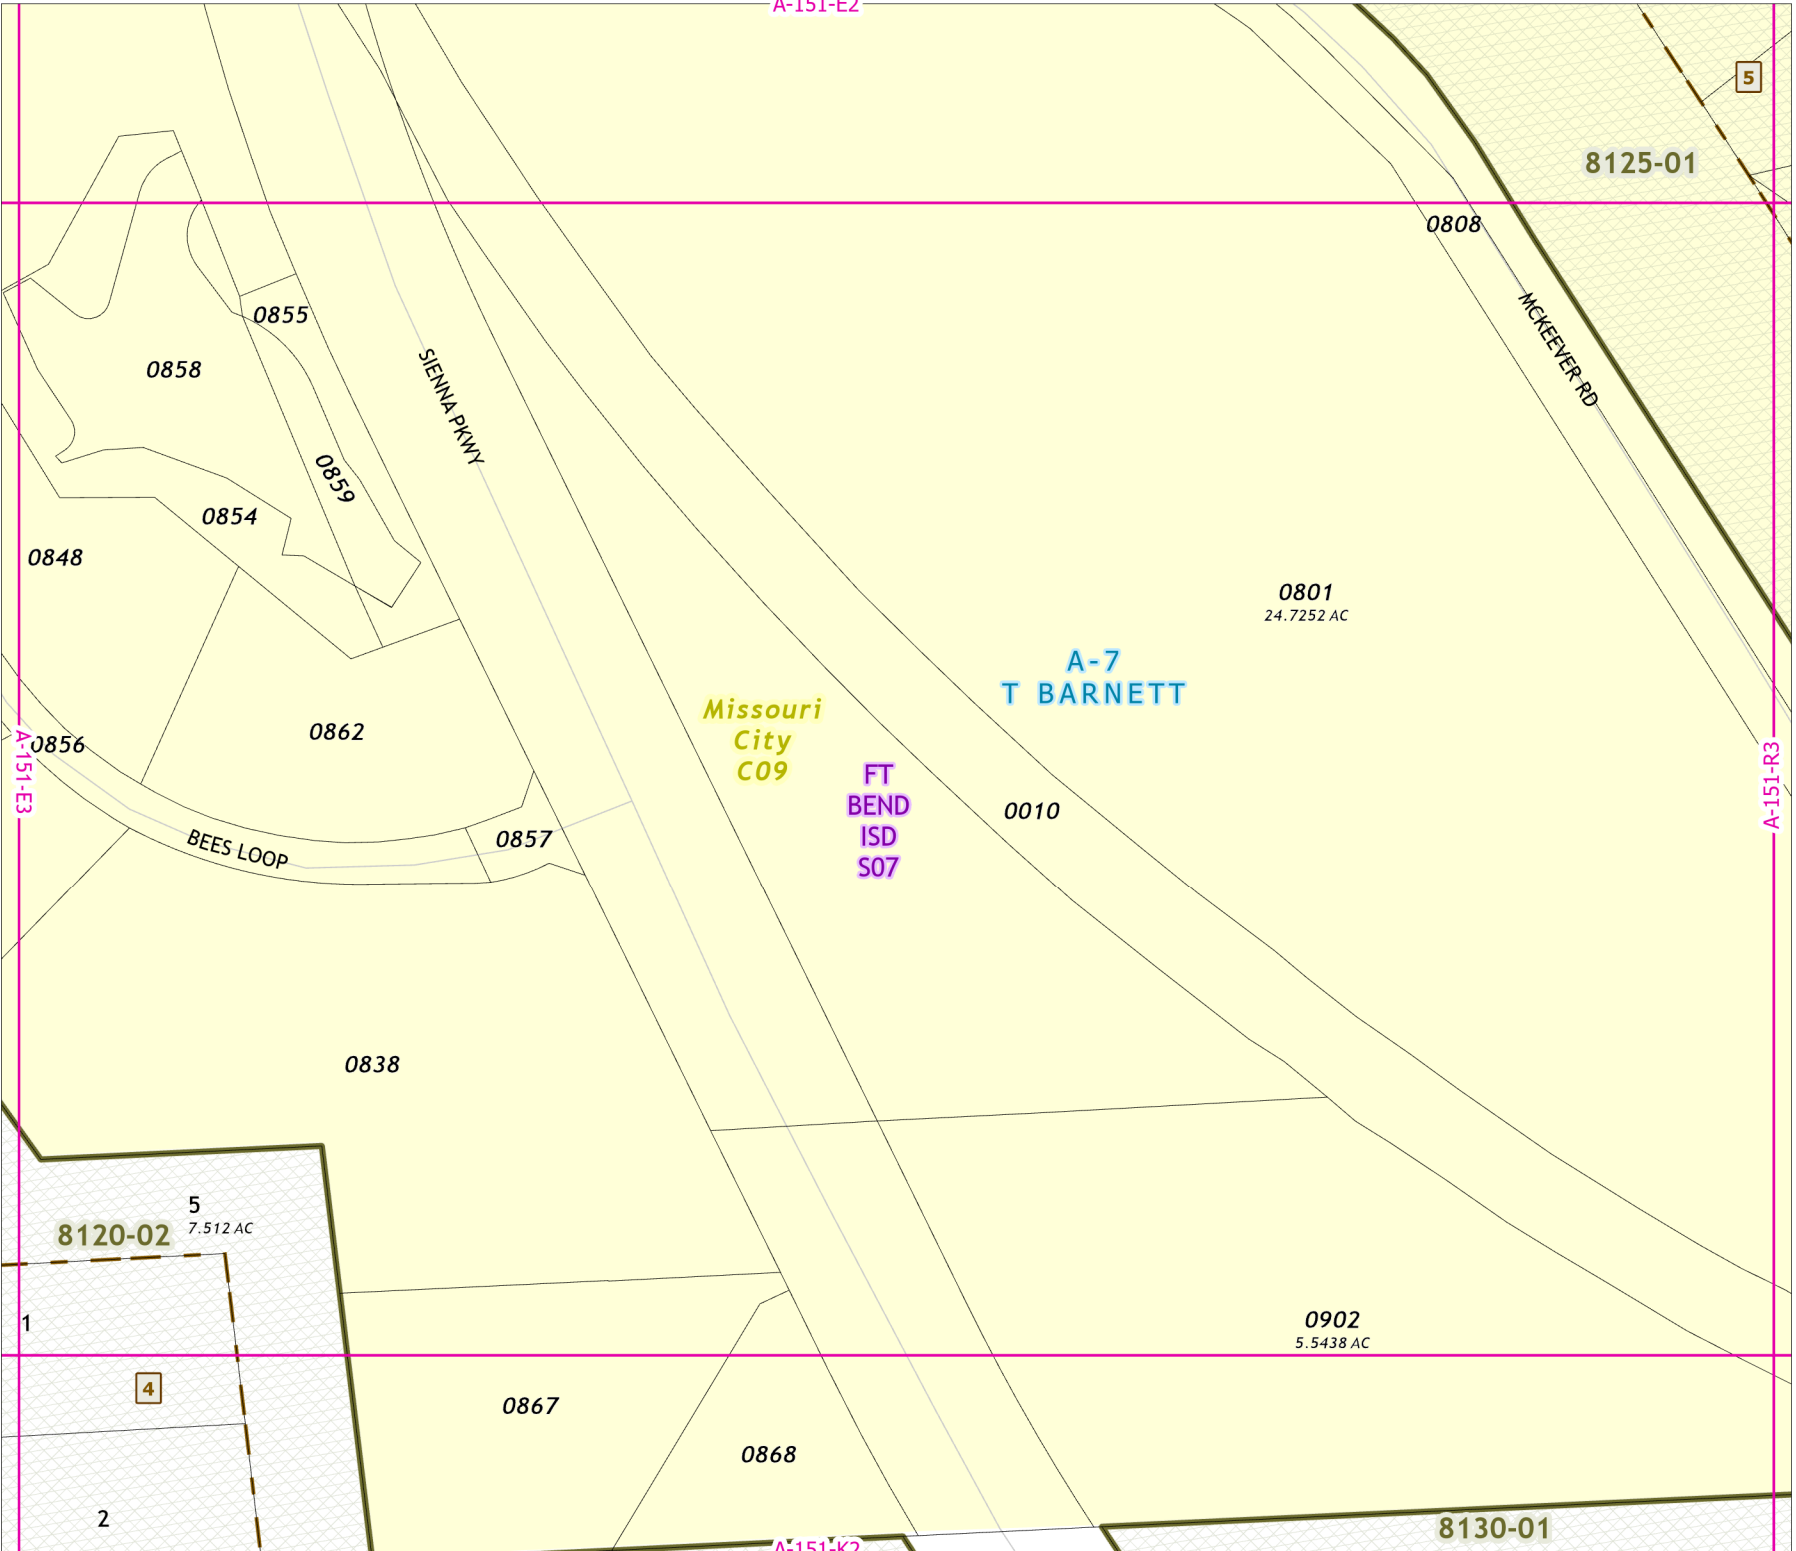 A-151-E2
5
8125-01
0808
MCKEEVER RD
0855
0858
SIENNA PKWY
0859
0854
0848
0801
24.7252 AC
A-7
T BARNETT
Missouri
City
C09
0862
0856
A-151-E3
A-151-R3
FT
BEND
ISD
S07
0010
0857
BEES LOOP
0838
5
7.512 AC
8120-02
1
0902
5.5438 AC
4
0867
0868
2
8130-01
A-151-K2